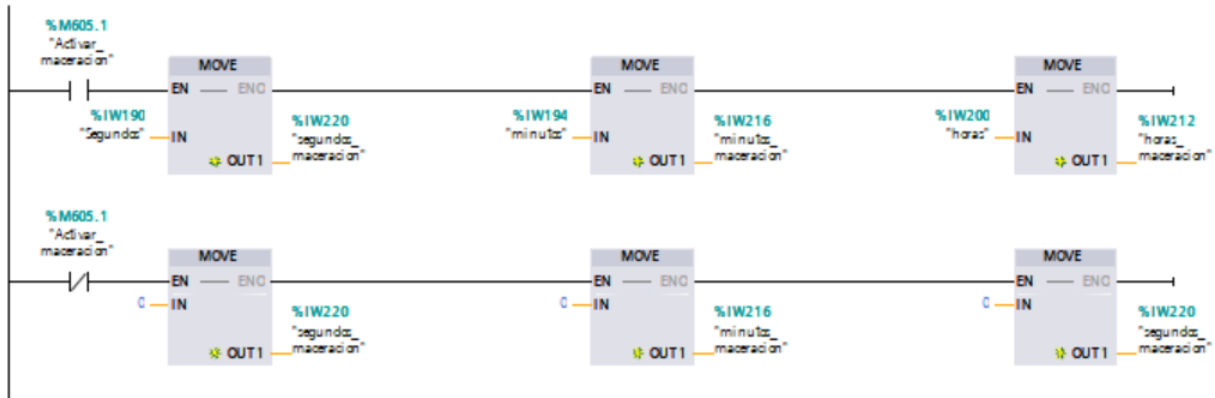 %M605.1
"Activar_
maceracion"
MOVE
MOVE
MOVE
EN ENO
EN ENO
EN ENO
%IW190
"Segundos"
IN
%IW220
"segundos_
maceracion"
OUT1
%IW194
"minutos"
IN
%IW216
"minutos_
maceracion"
OUT1
%IW200
"horas"
IN
%IW212
"horas_
maceracion"
OUT1
%M605.1
"Activar_
maceracion"
MOVE
MOVE
MOVE
EN ENO
EN ENO
EN ENO
0 IN
%IW220
"segundos_
maceracion"
OUT1
0 IN
%IW216
"minutos_
maceracion"
OUT1
0 IN
%IW220
"segundos_
maceracion"
OUT1